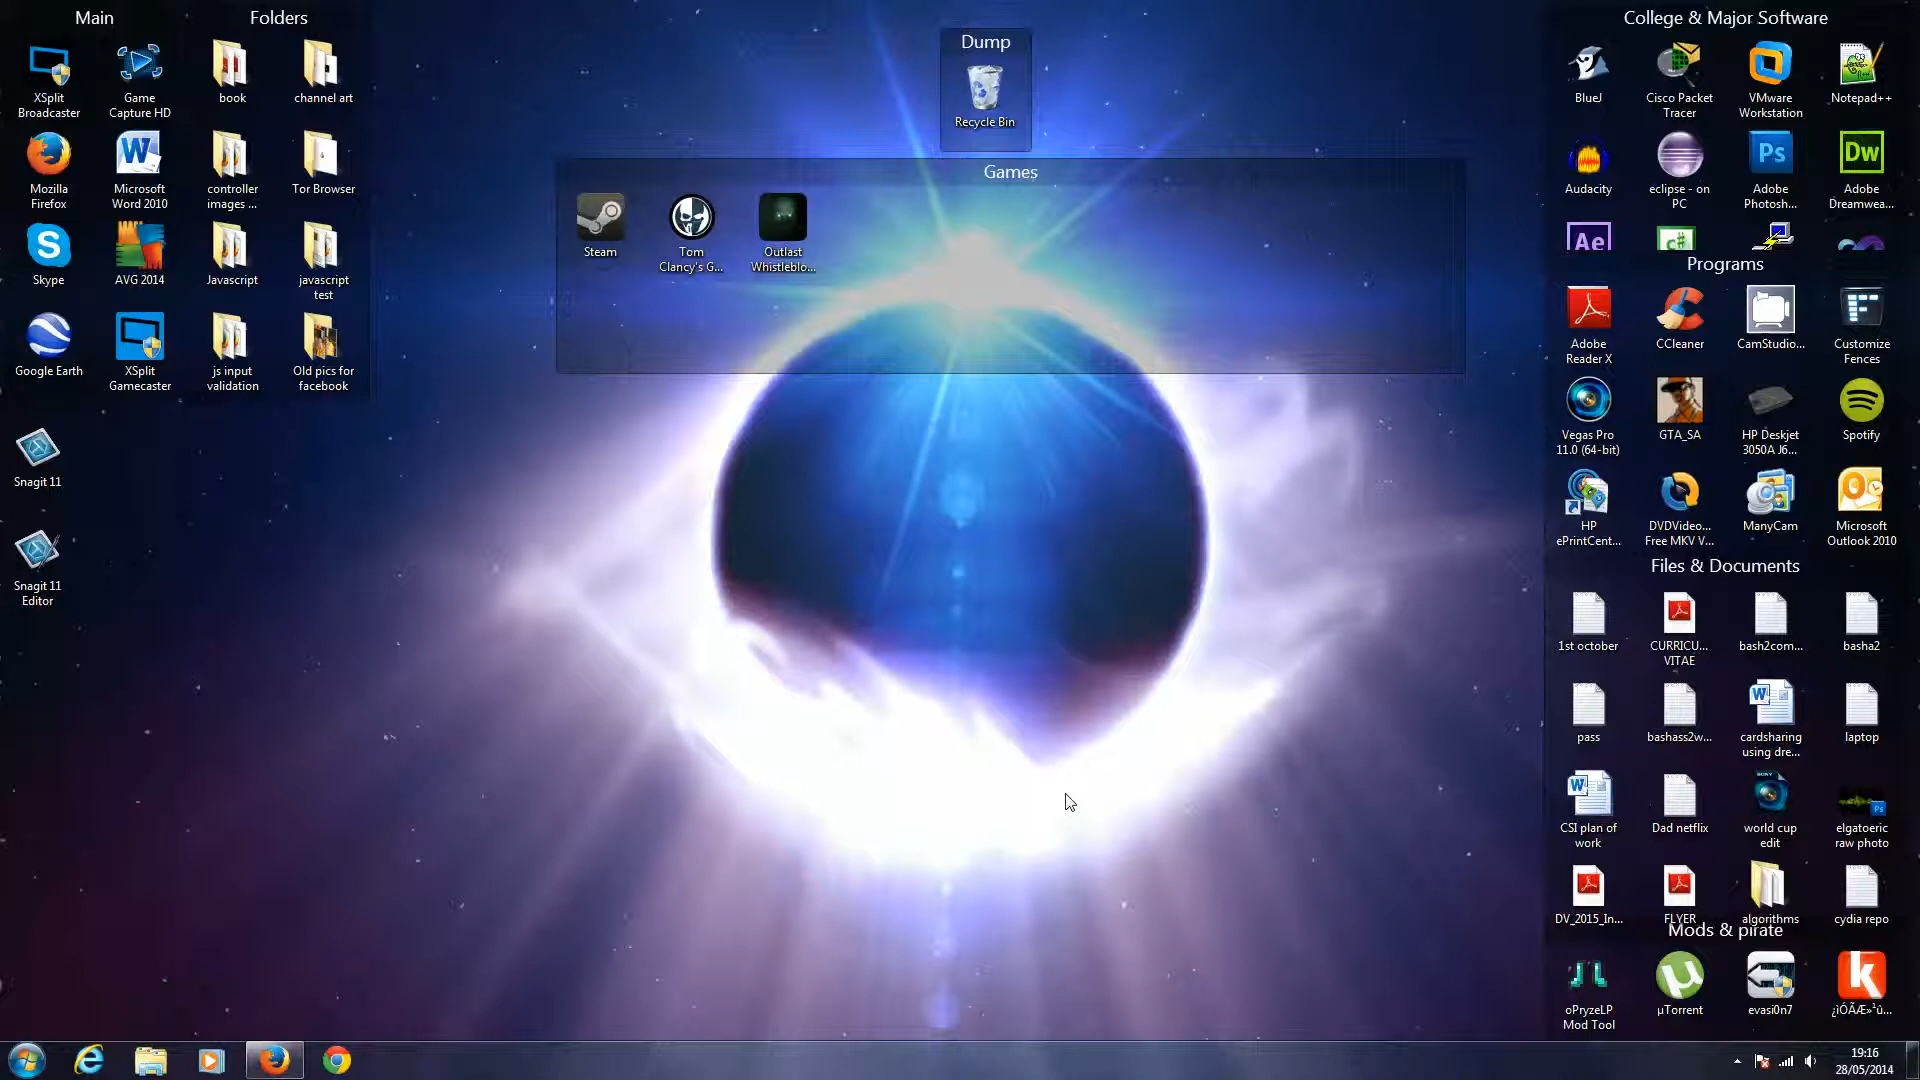 Main
Folders
XSplit
Broadcaster
Game
Capture HD
book
channel art
Mozilla
Firefox
Microsoft
Word 2010
controller
images ...
Tor Browser
Skype
AVG 2014
Javascript
javascript
test
Google Earth
XSplit
Gamecaster
js input
validation
Old pics for
facebook
Snagit 11
Snagit 11
Editor
Dump
Recycle Bin
Games
Steam
Tom
Clancy's G...
Outlast
Whistleblo...
College & Major Software
BlueJ
Cisco Packet
Tracer
VMware
Workstation
Notepad++
Audacity
eclipse - on
PC
Ps
Adobe
Photosh...
Dw
Adobe
Dreamwea...
Ae
Programs
Adobe
Reader X
CCleaner
CamStudio...
Customize
Fences
Vegas Pro
11.0 (64-bit)
GTA_SA
HP Deskjet
3050A J6...
Spotify
HP
ePrintCent...
DVDVideo...
Free MKV V...
ManyCam
Microsoft
Outlook 2010
Files & Documents
1st october
CURRICU...
VITAE
bash2com...
basha2
pass
bashass2w...
cardsharing
using dre...
laptop
CSI plan of
work
Dad netflix
world cup
edit
elgatoeric
raw photo
DV_2015_In...
FLYER
algorithms
cydia repo
Mods & pirate
oPryzeLP
Mod Tool
µTorrent
evasi0n7
¿ìÓÃÆ»¹û...
19:16
28/05/2014